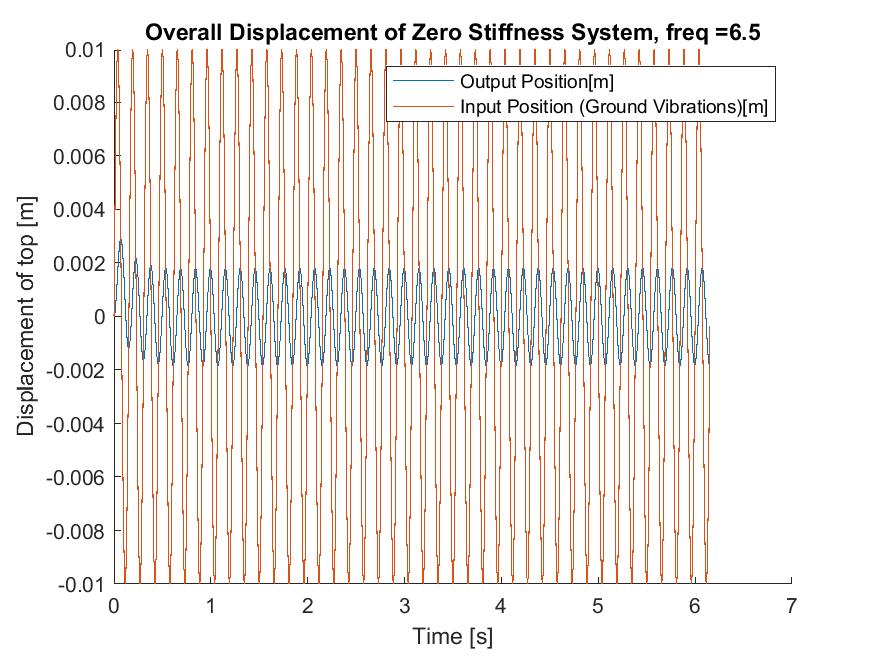 Overall Displacement of Zero Stiffness System, freq =6.5
0.01
0.008
0.006
0.004
0.002
0
-0.002
-0.004
-0.006
-0.008
-0.01
Displacement of top [m]
Output Position[m]
Input Position (Ground Vibrations)[m]
0 1 2 3 4 5 6 7
Time [s]